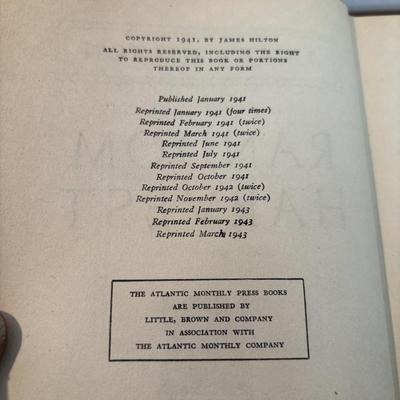 COPYRIGHT 1941, BY JAMES HILTON
ALL RIGHTS RESERVED, INCLUDING THE RIGHT
TO REPRODUCE THIS BOOK OR PORTIONS
THEREOF IN ANY FORM
Published January 1941
Reprinted January 1941 (four times)
Reprinted February 1941 (twice)
Reprinted March 1941 (twice)
Reprinted June 1941
Reprinted July 1941
Reprinted September 1941
Reprinted October 1941
Reprinted October 1942 (twice)
Reprinted November 1942 (twice)
Reprinted January 1943
Reprinted February 1943
Reprinted March 1943
THE ATLANTIC MONTHLY PRESS BOOKS
ARE PUBLISHED BY
LITTLE, BROWN AND COMPANY
IN ASSOCIATION WITH
THE ATLANTIC MONTHLY COMPANY